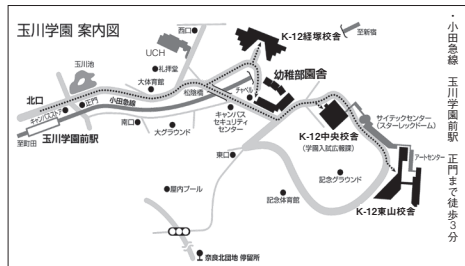 玉川学園 案内図
西口
K-12経塚校舎
至新宿
UCH
礼拝堂
玉川池
大体育館
松陰橋
幼稚部園舎
チャペル
北口
正門
小田急線
キャンパスストア
玉川学園前駅
至町田
南口
大グラウンド
キャンパス
セキュリティ
センター
K-12中央校舎
(学園入試広報課)
サイテックセンター
(スターレックドーム)
アートセンター
東口
屋内プール
記念体育館
記念グラウンド
K-12東山校舎
奈良北団地 停留所
・小田急線 玉川学園前駅 正門まで徒歩3分